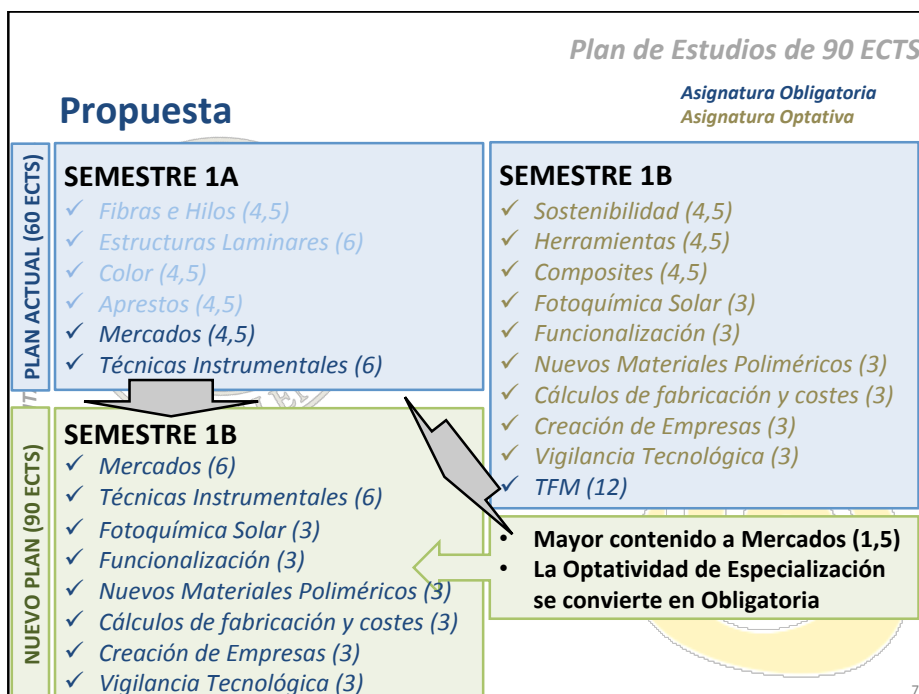 Plan de Estudios de 90 ECTS
Propuesta
Asignatura Obligatoria
Asignatura Optativa
PLAN ACTUAL (60 ECTS)
SEMESTRE 1A
✓ Fibras e Hilos (4,5)
✓ Estructuras Laminares (6)
✓ Color (4,5)
✓ Aprestos (4,5)
✓ Mercados (4,5)
✓ Técnicas Instrumentales (6)
SEMESTRE 1B
✓ Sostenibilidad (4,5)
✓ Herramientas (4,5)
✓ Composites (4,5)
✓ Fotoquímica Solar (3)
✓ Funcionalización (3)
✓ Nuevos Materiales Poliméricos (3)
✓ Cálculos de fabricación y costes (3)
✓ Creación de Empresas (3)
✓ Vigilancia Tecnológica (3)
✓ TFM (12)
NUEVO PLAN (90 ECTS)
SEMESTRE 1B
✓ Mercados (6)
✓ Técnicas Instrumentales (6)
✓ Fotoquímica Solar (3)
✓ Funcionalización (3)
✓ Nuevos Materiales Poliméricos (3)
✓ Cálculos de fabricación y costes (3)
✓ Creación de Empresas (3)
✓ Vigilancia Tecnológica (3)
• Mayor contenido a Mercados (1,5)
• La Optatividad de Especialización
se convierte en Obligatoria
7